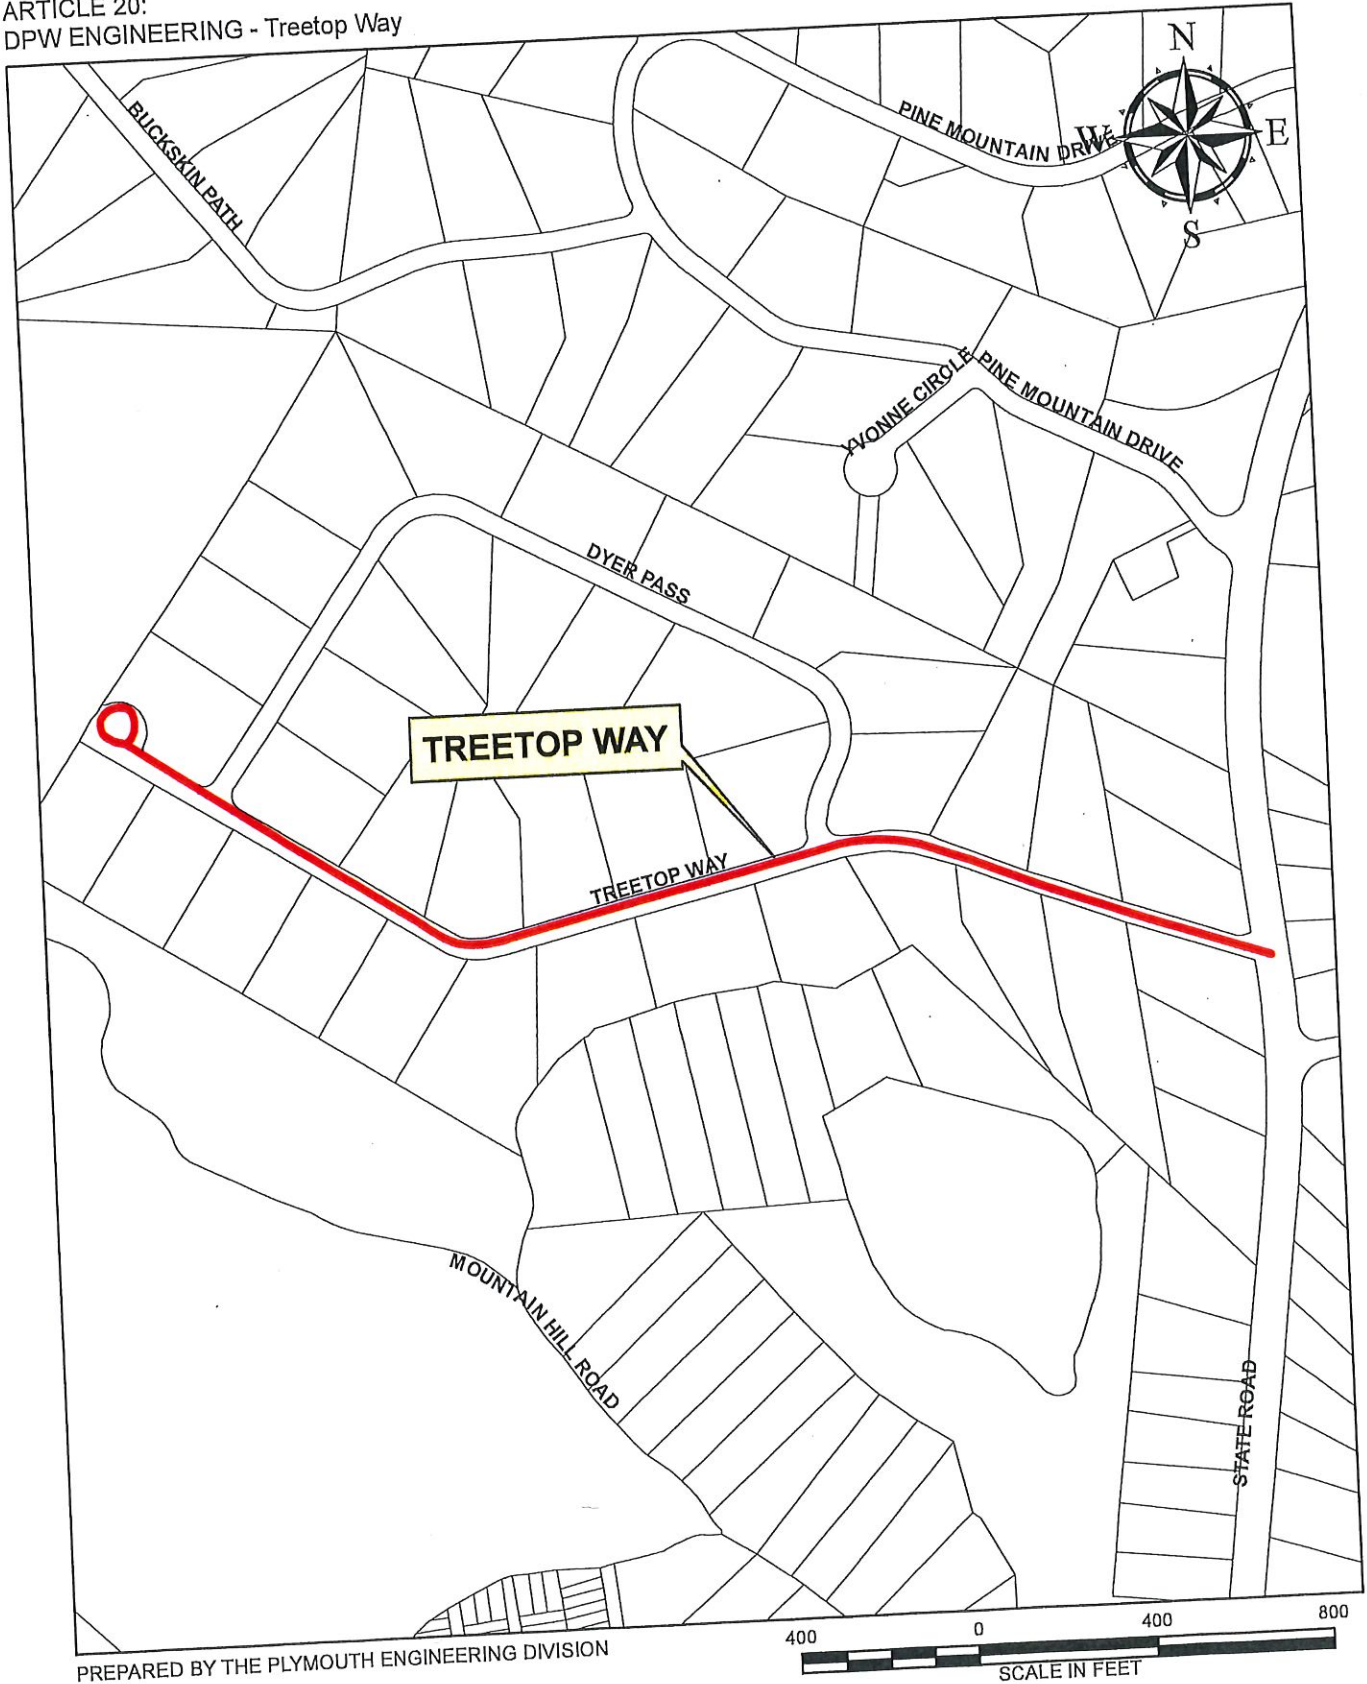 ARTICLE 20:
DPW ENGINEERING - Treetop Way
N
W
E
S
BUCKSKIN PATH
PINE MOUNTAIN DRIVE
YVONNE CIRCLE
PINE MOUNTAIN DRIVE
DYER PASS
TREETOP WAY
TREETOP WAY
MOUNTAIN HILL ROAD
STATE ROAD
PREPARED BY THE PLYMOUTH ENGINEERING DIVISION
400 0 400 800
SCALE IN FEET